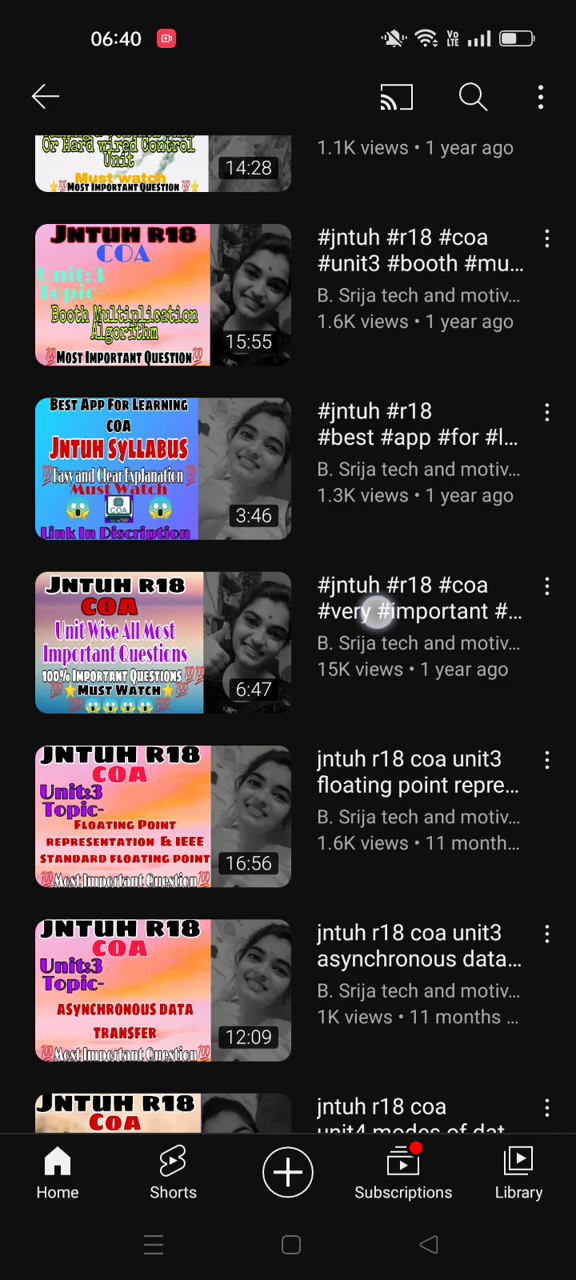 06:40
Vo
LTE
Or Hard wired Control
Unit
Must watch
💯Most Important Question💯
14:28
1.1K views • 1 year ago
JNTUH R18
COA
Unit:3
Topic-
Booth Multiplication
Algorithm
💯Most Important Question💯
15:55
#jntuh #r18 #coa
#unit3 #booth #mu...
B. Srija tech and motiv...
1.6K views • 1 year ago
Best App For Learning
COA
JNTUH SYLLABUS
💯Easy and Clear Explanation💯
Must Watch
COA
Link In Discription
3:46
#jntuh #r18
#best #app #for #l...
B. Srija tech and motiv...
1.3K views • 1 year ago
JNTUH R18
COA
Unit Wise All Most
Important Questions
100% Important Questions💯💯
💯⭐Must Watch⭐💯
6:47
#jntuh #r18 #coa
#very #important #...
B. Srija tech and motiv...
15K views • 1 year ago
JNTUH R18
COA
Unit:3
Topic-
Floating Point
representation & IEEE
standard floating point
💯Most Important Question💯
16:56
jntuh r18 coa unit3
floating point repre...
B. Srija tech and motiv...
1.6K views • 11 month...
JNTUH R18
COA
Unit:3
Topic-
asynchronous data
transfer
💯Most Important Question💯
12:09
jntuh r18 coa unit3
asynchronous data...
B. Srija tech and motiv...
1K views • 11 months ...
JNTUH R18
COA
jntuh r18 coa
unit4 modes of dat...
Home
Shorts
Subscriptions
Library